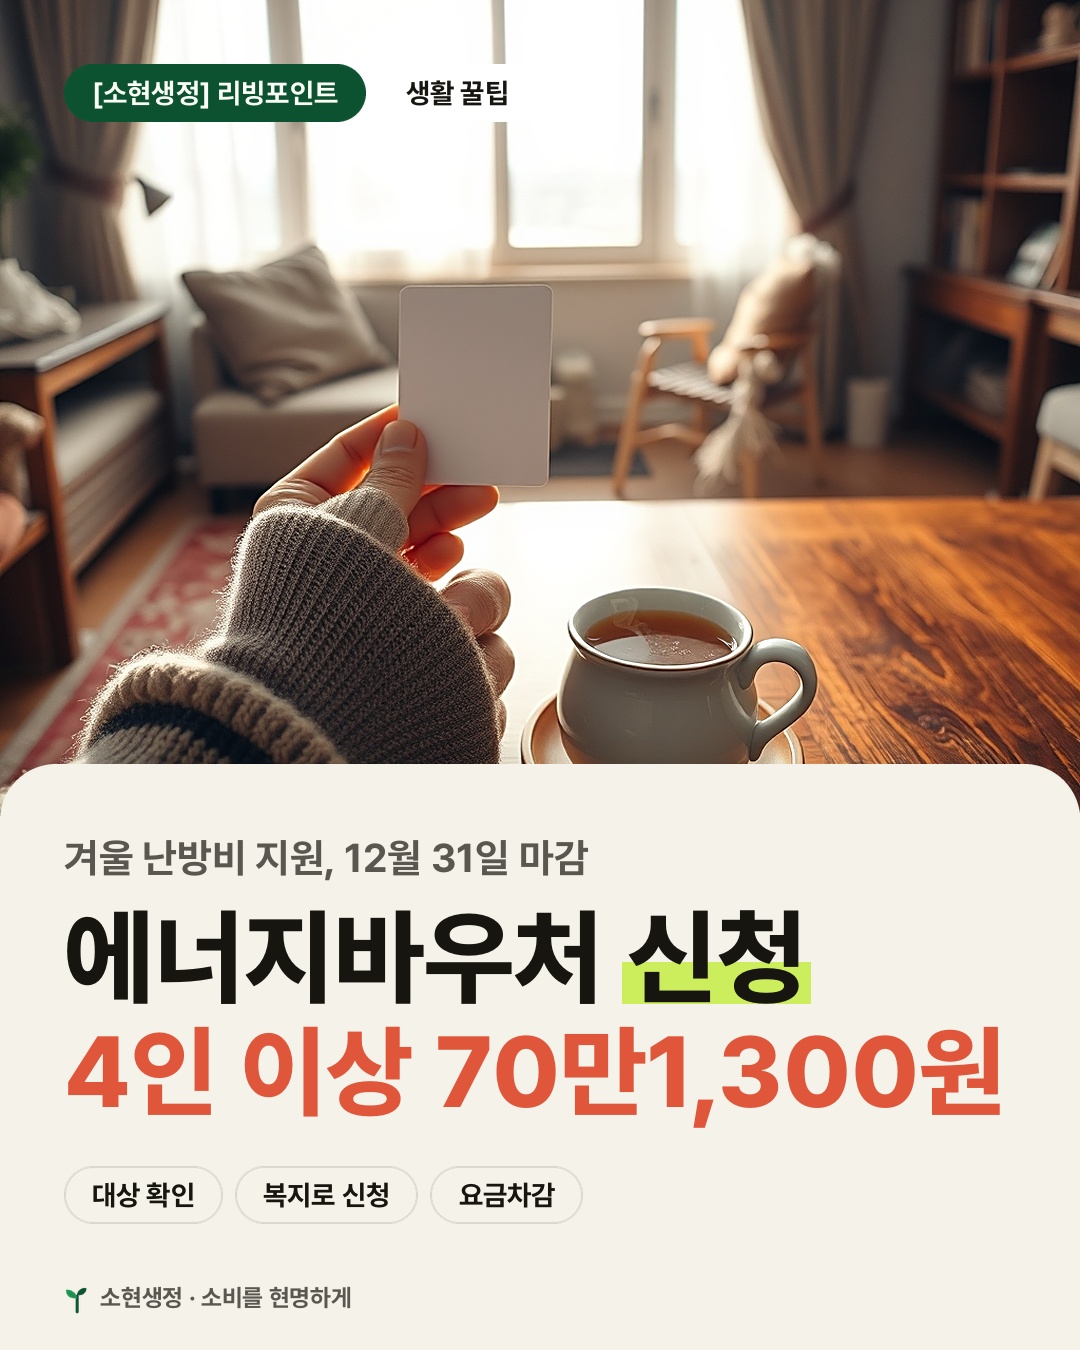 [소현생정] 리빙포인트
생활 꿀팁
겨울 난방비 지원, 12월 31일 마감
에너지바우처 신청
4인 이상 70만1,300원
대상 확인
복지로 신청
요금차감
소현생정 · 소비를 현명하게